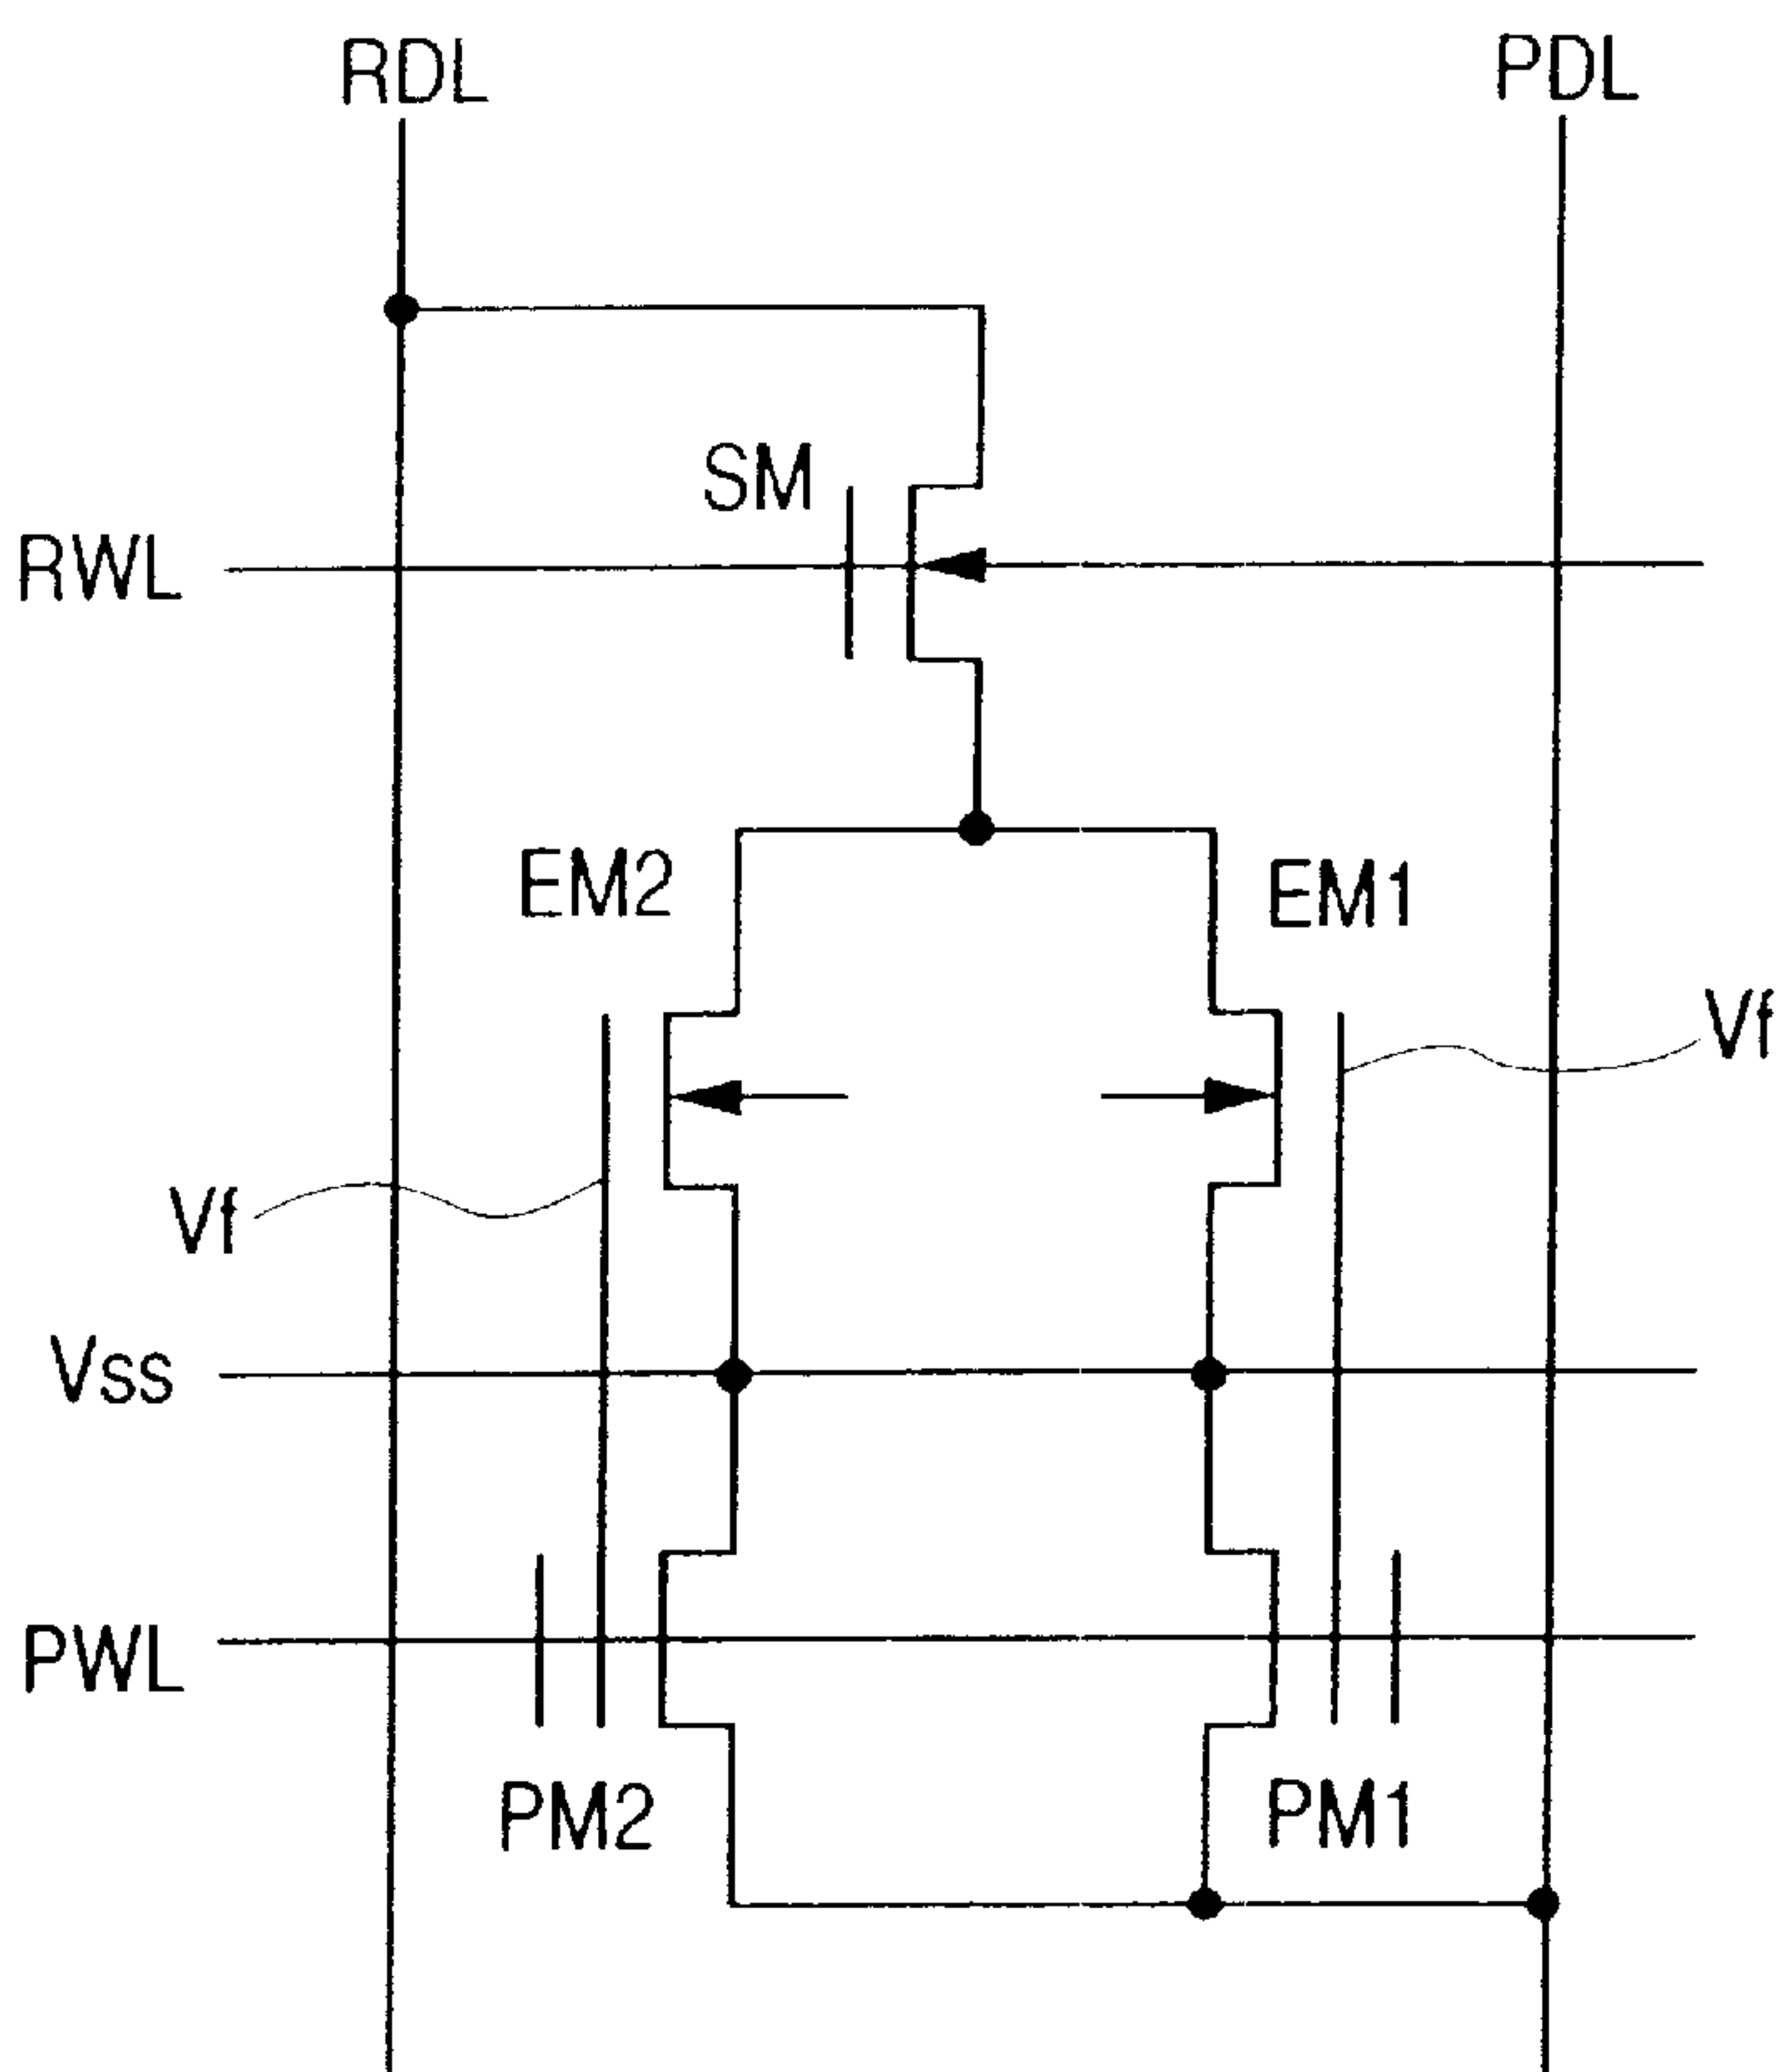 RDL
PDL
SM
RWL
EM2
EM1
Vf
Vf
Vss
PWL
PM2
PM1